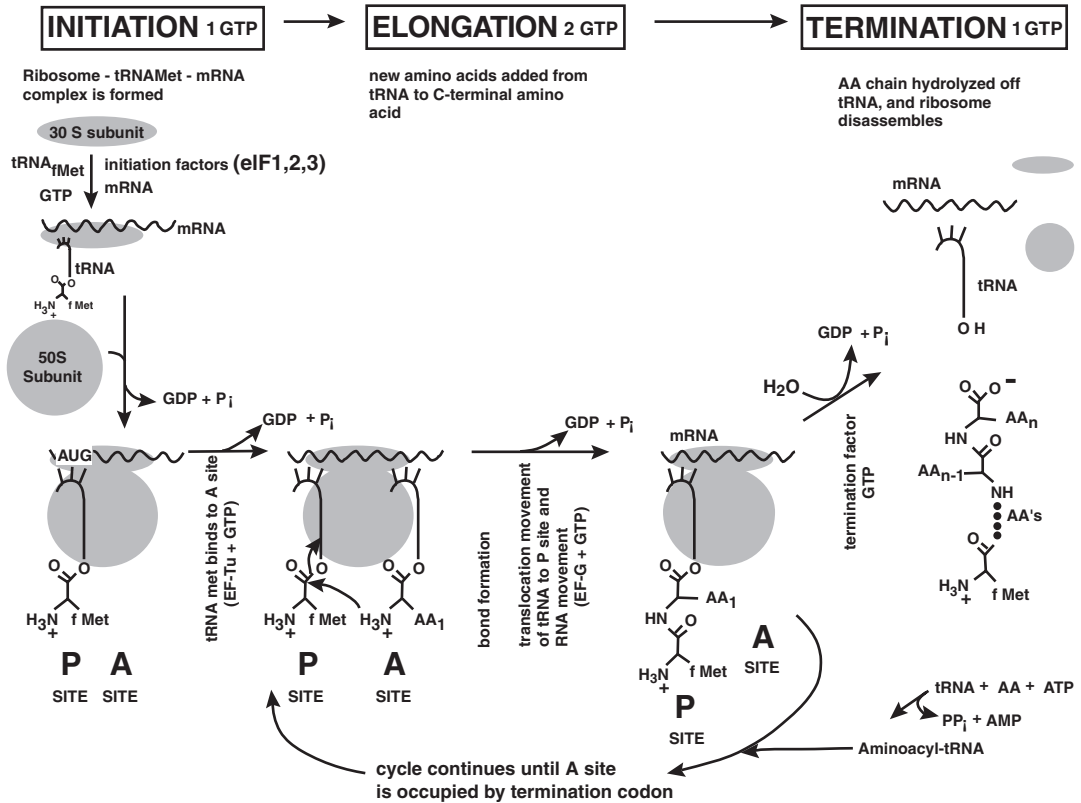 INITIATION 1 GTP
ELONGATION 2 GTP
TERMINATION 1 GTP
Ribosome - tRNAMet - mRNA
complex is formed
new amino acids added from
tRNA to C-terminal amino
acid
AA chain hydrolyzed off
tRNA, and ribosome
disassembles
30 S subunit
tRNAfMet
initiation factors (eIF1,2,3)
GTP
mRNA
mRNA
tRNA
O
O
H3N
+
f Met
50S
Subunit
GDP + Pi
AUG
O
O
H3N
+
f Met
P
A
SITE
SITE
tRNA met binds to A site
(EF-Tu + GTP)
GDP + Pi
O
O
H3N
+
f Met
O
O
H3N
+
AA1
P
A
SITE
SITE
bond formation
translocation movement
of tRNA to P site and
RNA movement
(EF-G + GTP)
GDP + Pi
mRNA
O
O
AA1
HN
O
H3N
+
f Met
P
SITE
A
SITE
H2O
GDP + Pi
termination factor
GTP
mRNA
tRNA
O H
O
O
–
AAn
HN
O
AAn-1
NH
AA's
O
H3N
+
f Met
tRNA + AA + ATP
PPi + AMP
Aminoacyl-tRNA
cycle continues until A site
is occupied by termination codon